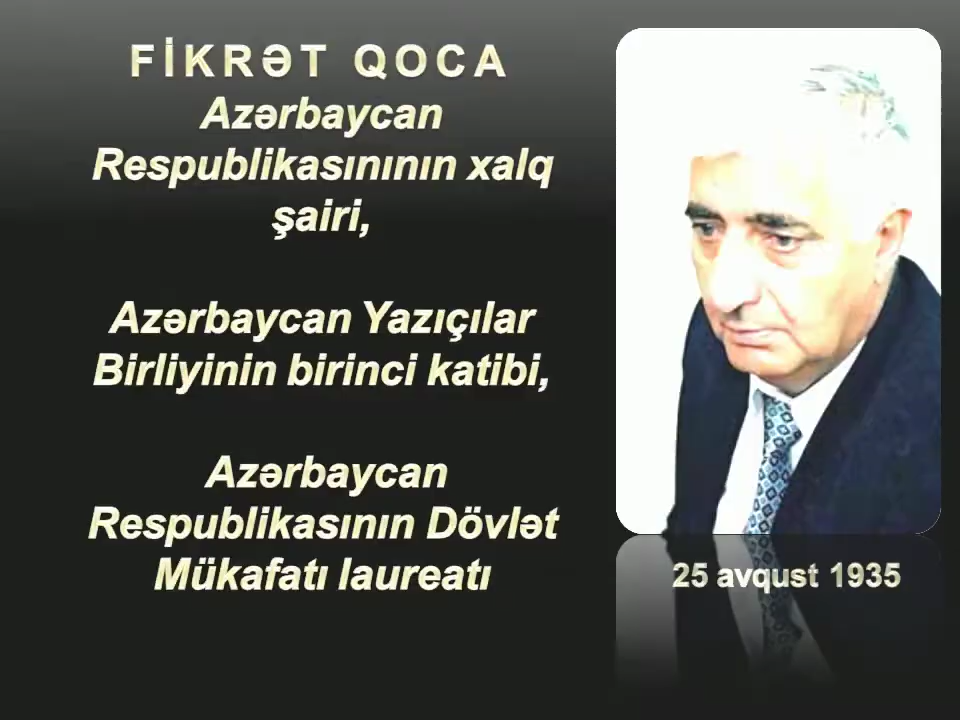 FİKRƏT QOCA
Azərbaycan
Respublikasınının xalq
şairi,
Azərbaycan Yazıçılar
Birliyinin birinci katibi,
Azərbaycan
Respublikasının Dövlət
Mükafatı laureatı
25 avqust 1935